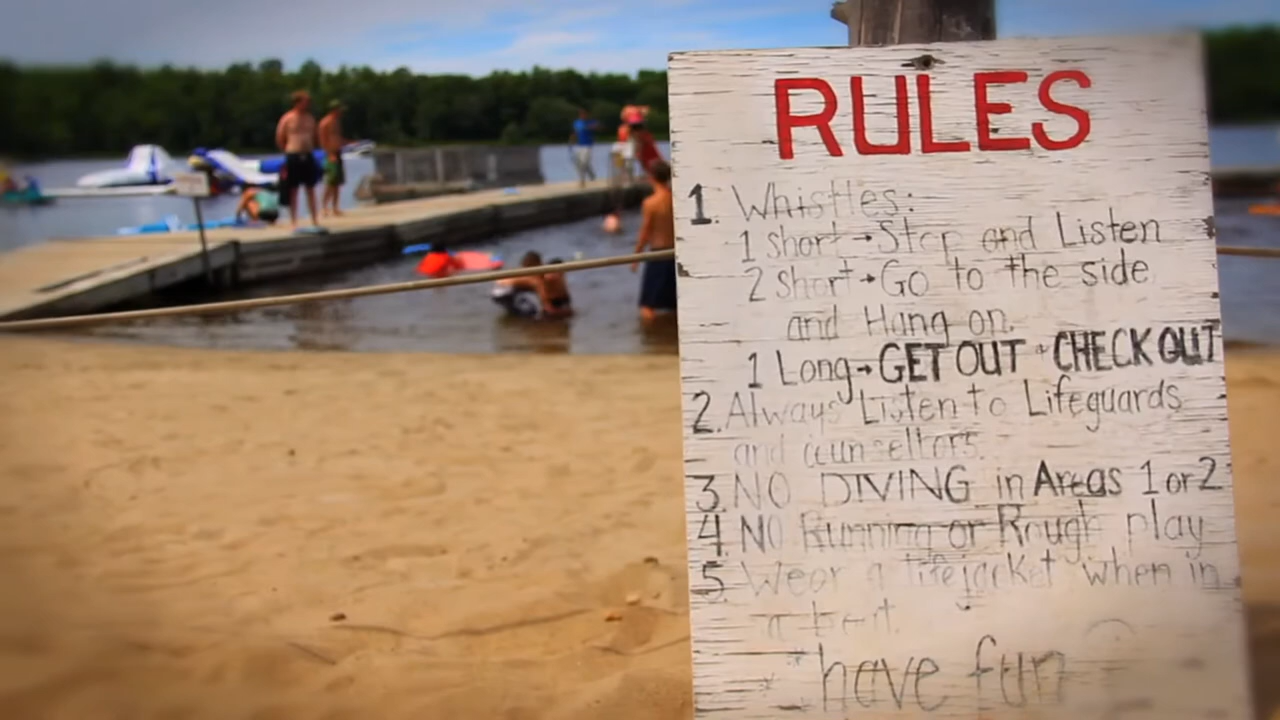 RULES
1. Whistles:
1 Short → Stop and Listen
2 Short → Go to the side
and Hang on.
1 Long → GET OUT - CHECK OUT
2. Always Listen to Lifeguards
and counsellors.
3. NO DIVING in Areas 1 or 2
4. NO Running or Rough play
5. Wear a lifejacket when in
a boat.
have fun